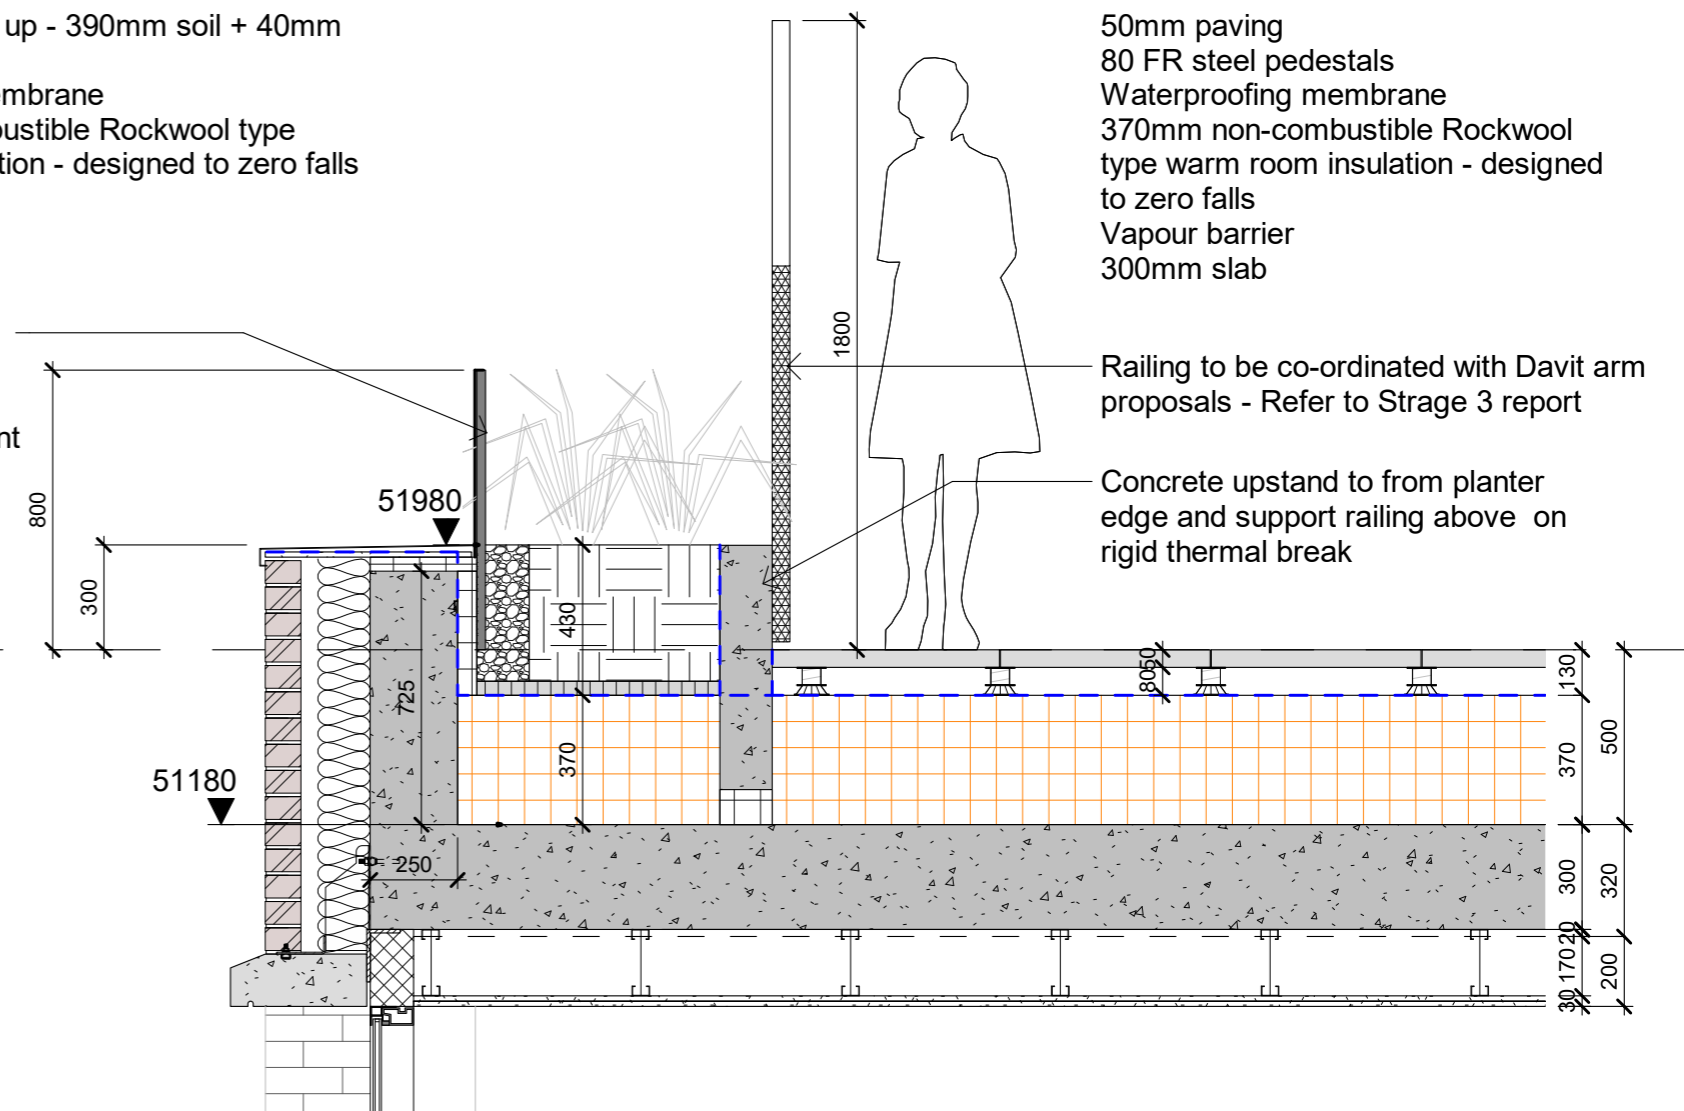 up - 390mm soil + 40mm
embrane
bustible Rockwool type
tion - designed to zero falls
nt
50mm paving
80 FR steel pedestals
Waterproofing membrane
370mm non-combustible Rockwool
type warm room insulation - designed
to zero falls
Vapour barrier
300mm slab
Railing to be co-ordinated with Davit arm
proposals - Refer to Strage 3 report
Concrete upstand to from planter
edge and support railing above on
rigid thermal break
1800
800
300
51980
430
725
370
51180
250
8050
130
370
500
300
320
20
170
200
30